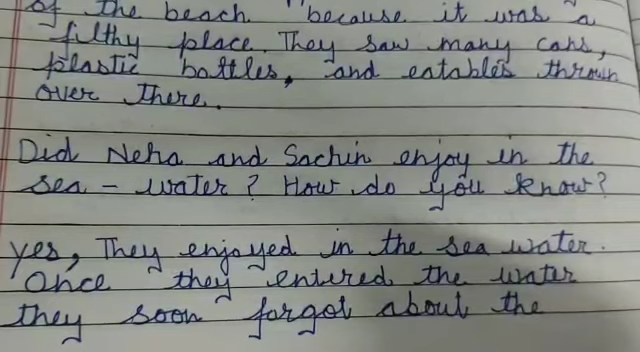 of the beach because it was a
filthy place. They saw many cans,
plastic bottles, and eatables thrown
over there.
Did Neha and Sachin enjoy in the
sea - water? How do you know?
yes, They enjoyed in the sea water.
Once they entered the water
they soon forgot about the